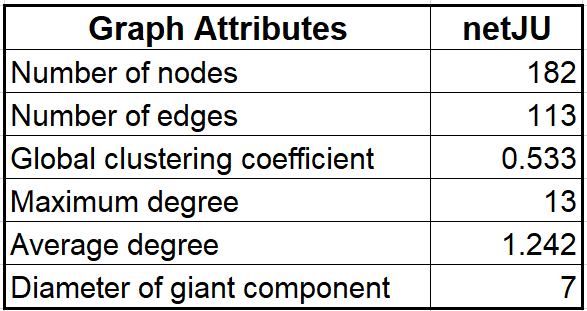 Graph Attributes netJU
Number of nodes 182
Number of edges 113
Global clustering coefficient 0.533
Maximum degree 13
Average degree 1.242
Diameter of giant component 7